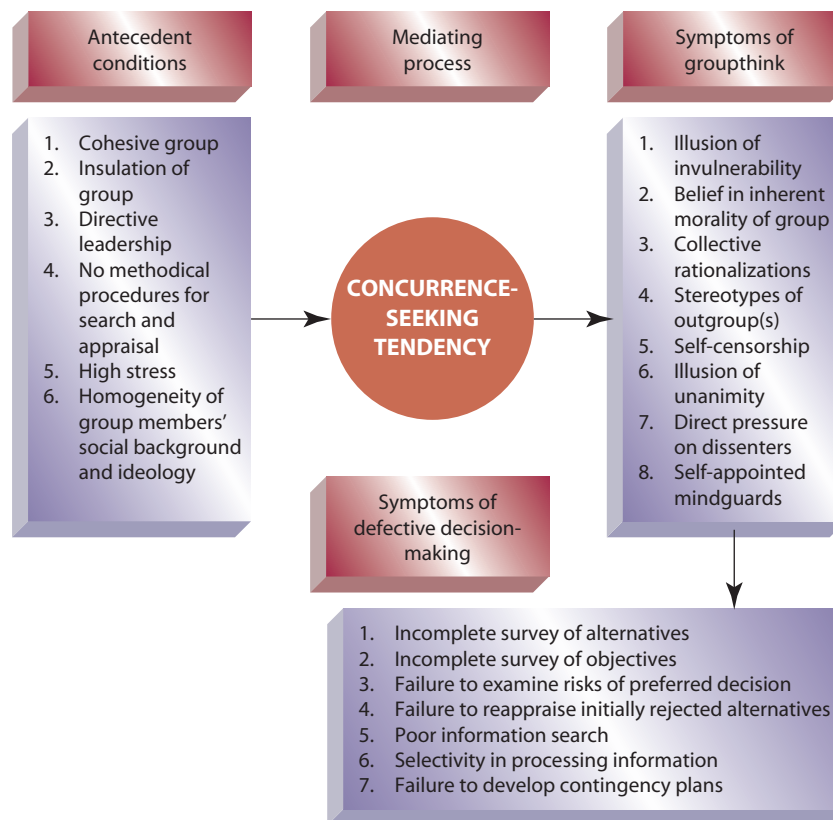 Antecedent
conditions
Mediating
process
Symptoms of
groupthink
1. Cohesive group
2. Insulation of
group
3. Directive
leadership
4. No methodical
procedures for
search and
appraisal
5. High stress
6. Homogeneity of
group members'
social background
and ideology
CONCURRENCE-
SEEKING
TENDENCY
1. Illusion of
invulnerability
2. Belief in inherent
morality of group
3. Collective
rationalizations
4. Stereotypes of
outgroup(s)
5. Self-censorship
6. Illusion of
unanimity
7. Direct pressure
on dissenters
8. Self-appointed
mindguards
Symptoms of
defective decision-
making
1. Incomplete survey of alternatives
2. Incomplete survey of objectives
3. Failure to examine risks of preferred decision
4. Failure to reappraise initially rejected alternatives
5. Poor information search
6. Selectivity in processing information
7. Failure to develop contingency plans